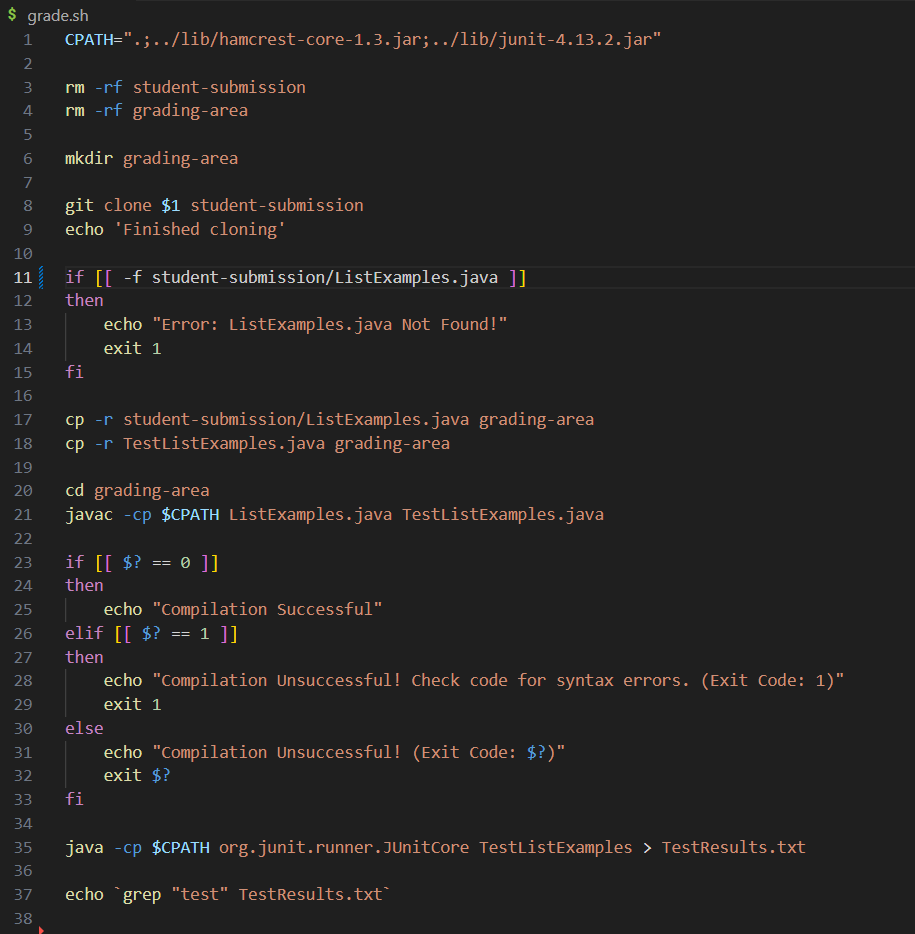 $ grade.sh
1 CPATH=".;../lib/hamcrest-core-1.3.jar;../lib/junit-4.13.2.jar"
2
3 rm -rf student-submission
4 rm -rf grading-area
5
6 mkdir grading-area
7
8 git clone $1 student-submission
9 echo 'Finished cloning'
10
11 if [[ -f student-submission/ListExamples.java ]]
12 then
13     echo "Error: ListExamples.java Not Found!"
14     exit 1
15 fi
16
17 cp -r student-submission/ListExamples.java grading-area
18 cp -r TestListExamples.java grading-area
19
20 cd grading-area
21 javac -cp $CPATH ListExamples.java TestListExamples.java
22
23 if [[ $? == 0 ]]
24 then
25     echo "Compilation Successful"
26 elif [[ $? == 1 ]]
27 then
28     echo "Compilation Unsuccessful! Check code for syntax errors. (Exit Code: 1)"
29     exit 1
30 else
31     echo "Compilation Unsuccessful! (Exit Code: $?)"
32     exit $?
33 fi
34
35 java -cp $CPATH org.junit.runner.JUnitCore TestListExamples > TestResults.txt
36
37 echo `grep "test" TestResults.txt`
38